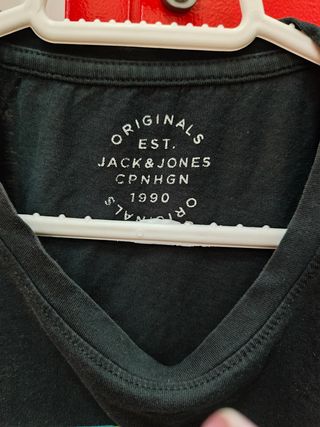 ORIGINALS
EST.
JACK&JONES
CPNHGN
1990
ORIGINALS